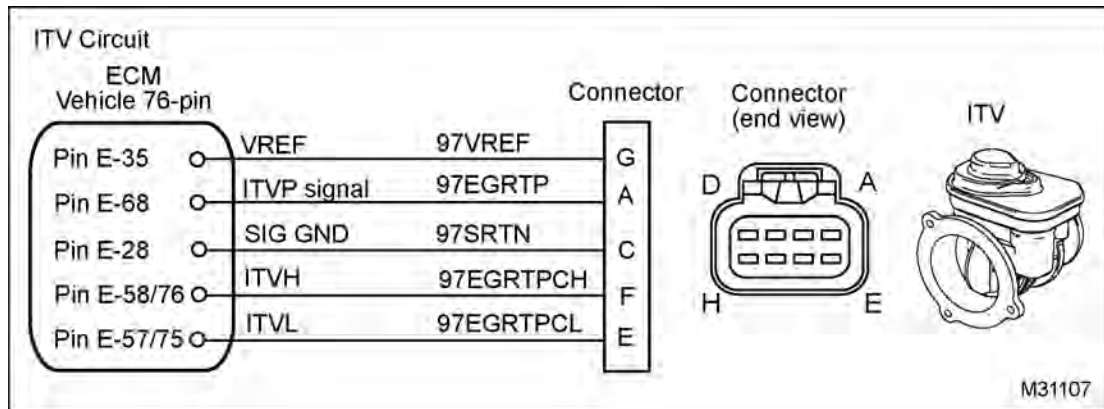 ITV Circuit
ECM
Vehicle 76-pin
Connector
Connector
(end view)
ITV
Pin E-35
VREF
97VREF
G
Pin E-68
ITVP signal
97EGRTP
A
Pin E-28
SIG GND
97SRTN
C
Pin E-58/76
ITVH
97EGRTPCH
F
Pin E-57/75
ITVL
97EGRTPCL
E
D
A
H
E
M31107